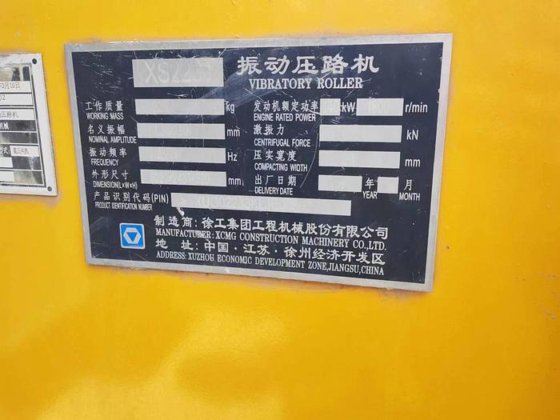 XS223J 振动压路机
VIBRATORY ROLLER
工作质量 kg 发动机额定功率 kW r/min
WORKING MASS ENGINE RATED POWER
名义振幅 mm 激振力 kN
NOMINAL AMPLITUDE CENTRIFUGAL FORCE
振动频率 Hz 压实宽度 mm
FREQUENCY COMPACTING WIDTH
外形尺寸 mm 出厂日期 年 月
DIMENSION(L×W×H) DELIVERY DATE YEAR MONTH
产品识别代码(PIN)
PRODUCT IDENTIFICATION NUMBER
制造商:徐工集团工程机械股份有限公司
MANUFACTURER: XCMG CONSTRUCTION MACHINERY CO.,LTD.
地 址: 中国·江苏·徐州经济开发区
ADDRESS: XUZHOU ECONOMIC DEVELOPMENT ZONE,JIANGSU,CHINA